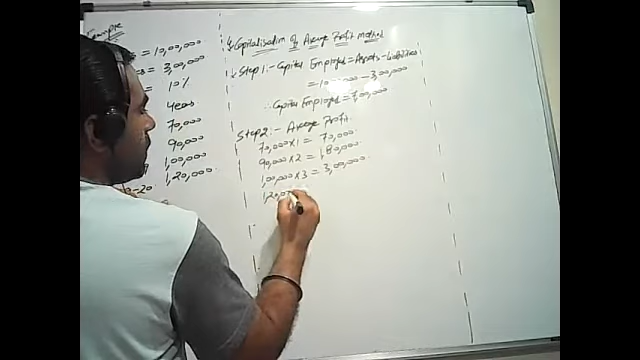 Example
= 10,00,000
= 3,00,000
= 10%
4 years
70,000
90,000
1,00,000
1,20,000
Capitalisation of Average Profit method
Step 1:- Capital Employed = Assets - Liabilities
= 10,00,000 - 3,00,000
∴ Capital Employed = 7,00,000
Step 2:- Average Profit
70,000 x 1 = 70,000
90,000 x 2 = 1,80,000
1,00,000 x 3 = 3,00,000
1,20,0